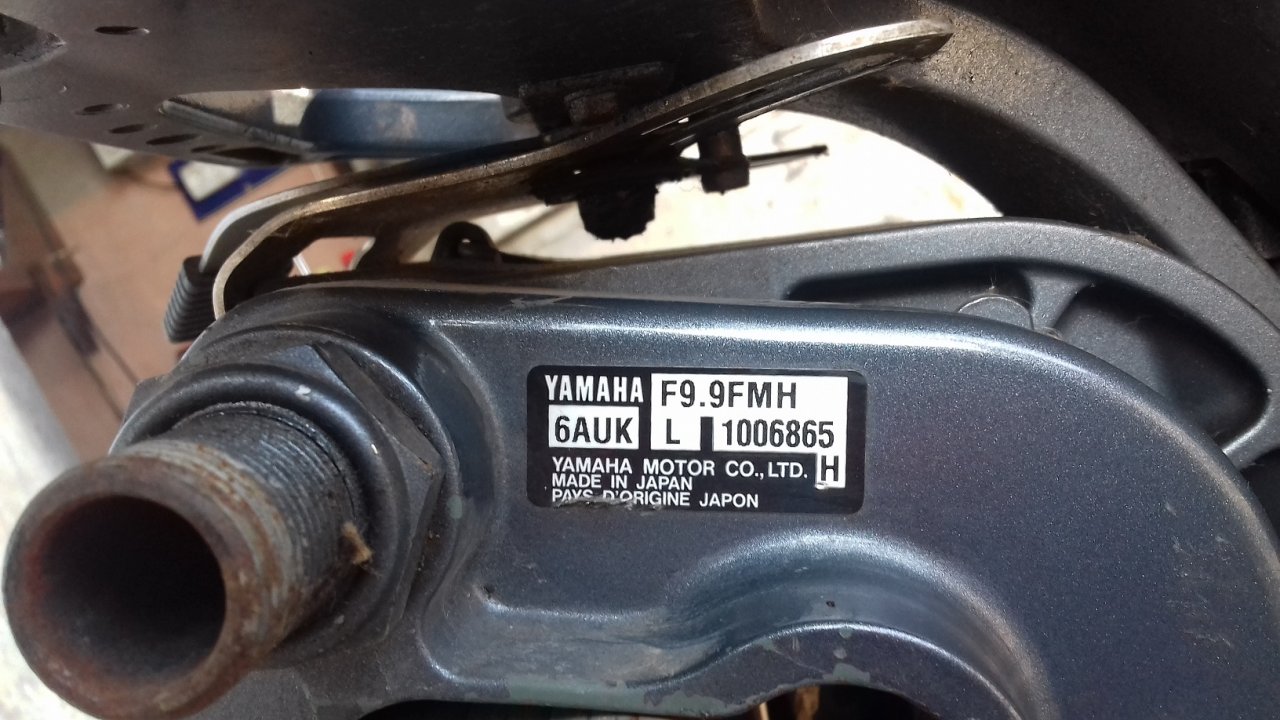 YAMAHA F9.9FMH
6AUK L 1006865
YAMAHA MOTOR CO., LTD. H
MADE IN JAPAN
PAYS D'ORIGINE JAPON